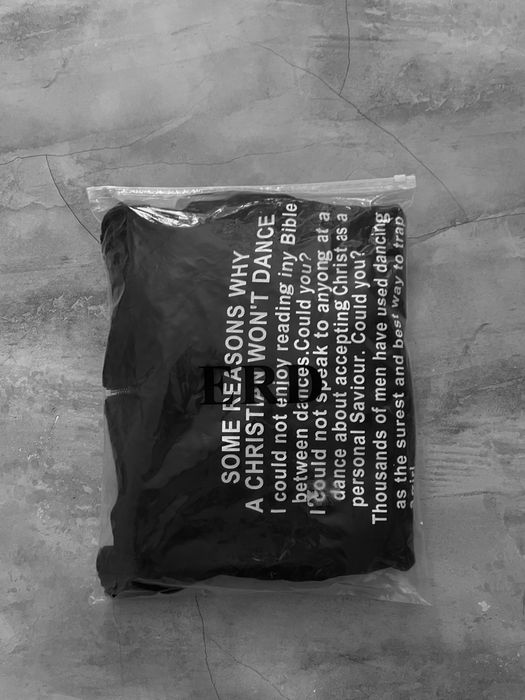 SOME REASONS WHY
A CHRISTIAN WON'T DANCE
I could not enjoy reading iny Bible
between dances.Could you?
I could not speak to anyong at a
dance about accepting Christ as a
personal Saviour. Could you?
Thousands of men have used dancing
as the surest and best way to trap
ERD